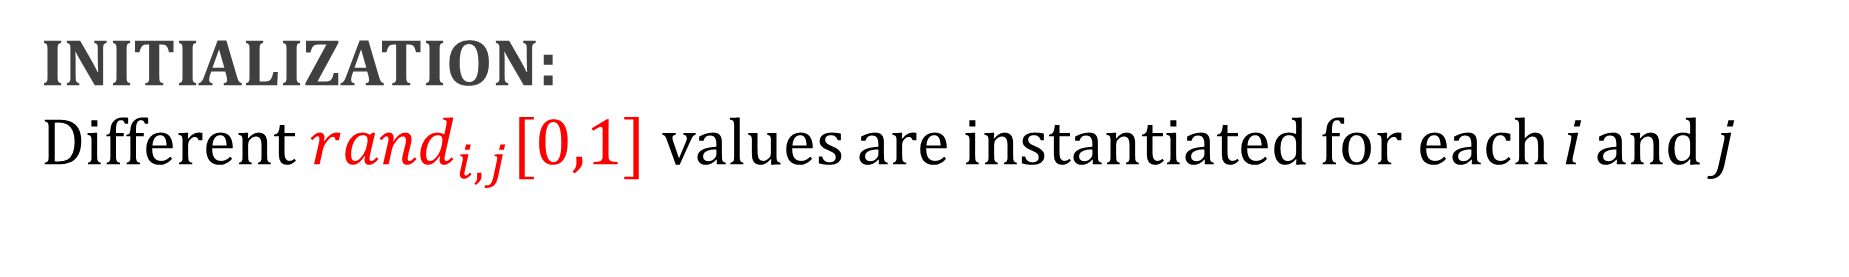 INITIALIZATION:
Different rand_{i,j}[0,1] values are instantiated for each i and j